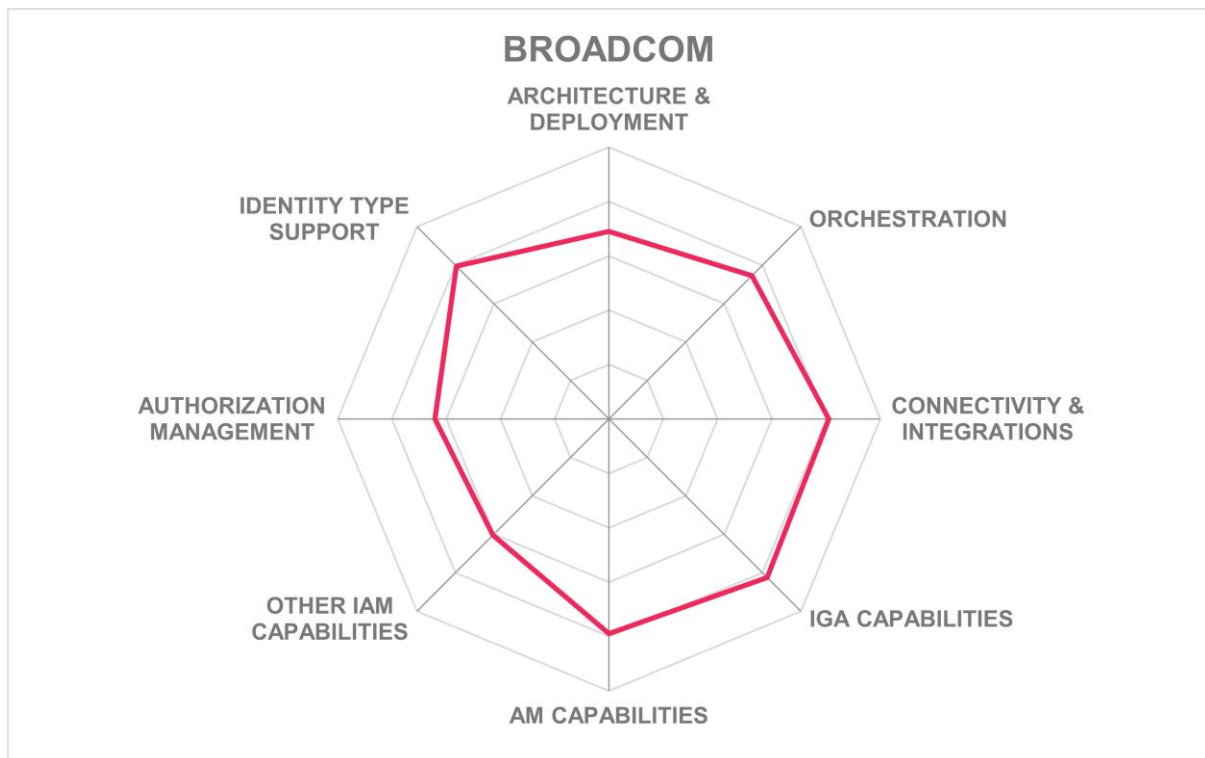 BROADCOM
ARCHITECTURE &
DEPLOYMENT
IDENTITY TYPE
SUPPORT
ORCHESTRATION
AUTHORIZATION
MANAGEMENT
CONNECTIVITY &
INTEGRATIONS
OTHER IAM
CAPABILITIES
IGA CAPABILITIES
AM CAPABILITIES